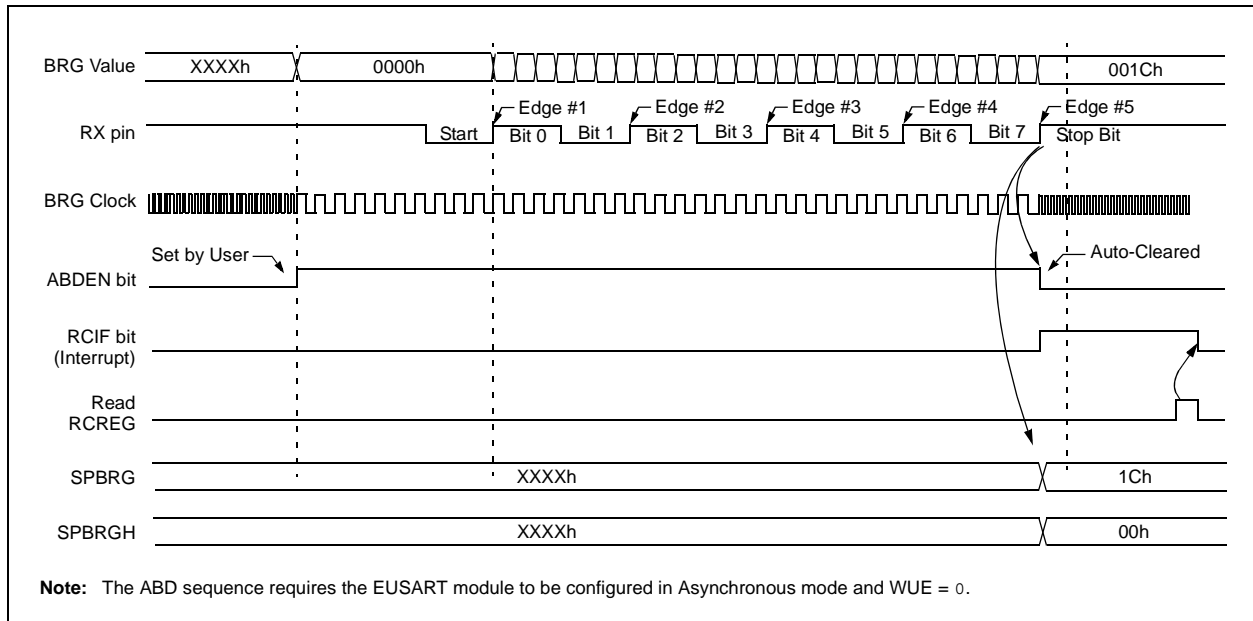 BRG Value XXXXh 0000h 001Ch
Edge #1 Edge #2 Edge #3 Edge #4 Edge #5
RX pin Start Bit 0 Bit 1 Bit 2 Bit 3 Bit 4 Bit 5 Bit 6 Bit 7 Stop Bit
BRG Clock
Set by User Auto-Cleared
ABDEN bit
RCIF bit
(Interrupt)
Read
RCREG
SPBRG XXXXh 1Ch
SPBRGH XXXXh 00h
Note: The ABD sequence requires the EUSART module to be configured in Asynchronous mode and WUE = 0.